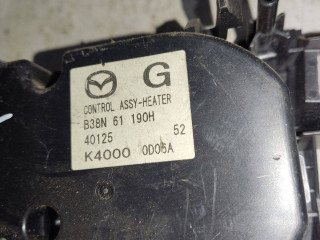 G
CONTROL ASSY-HEATER
B38N 61 190H
40125 52
K4000 0D06A